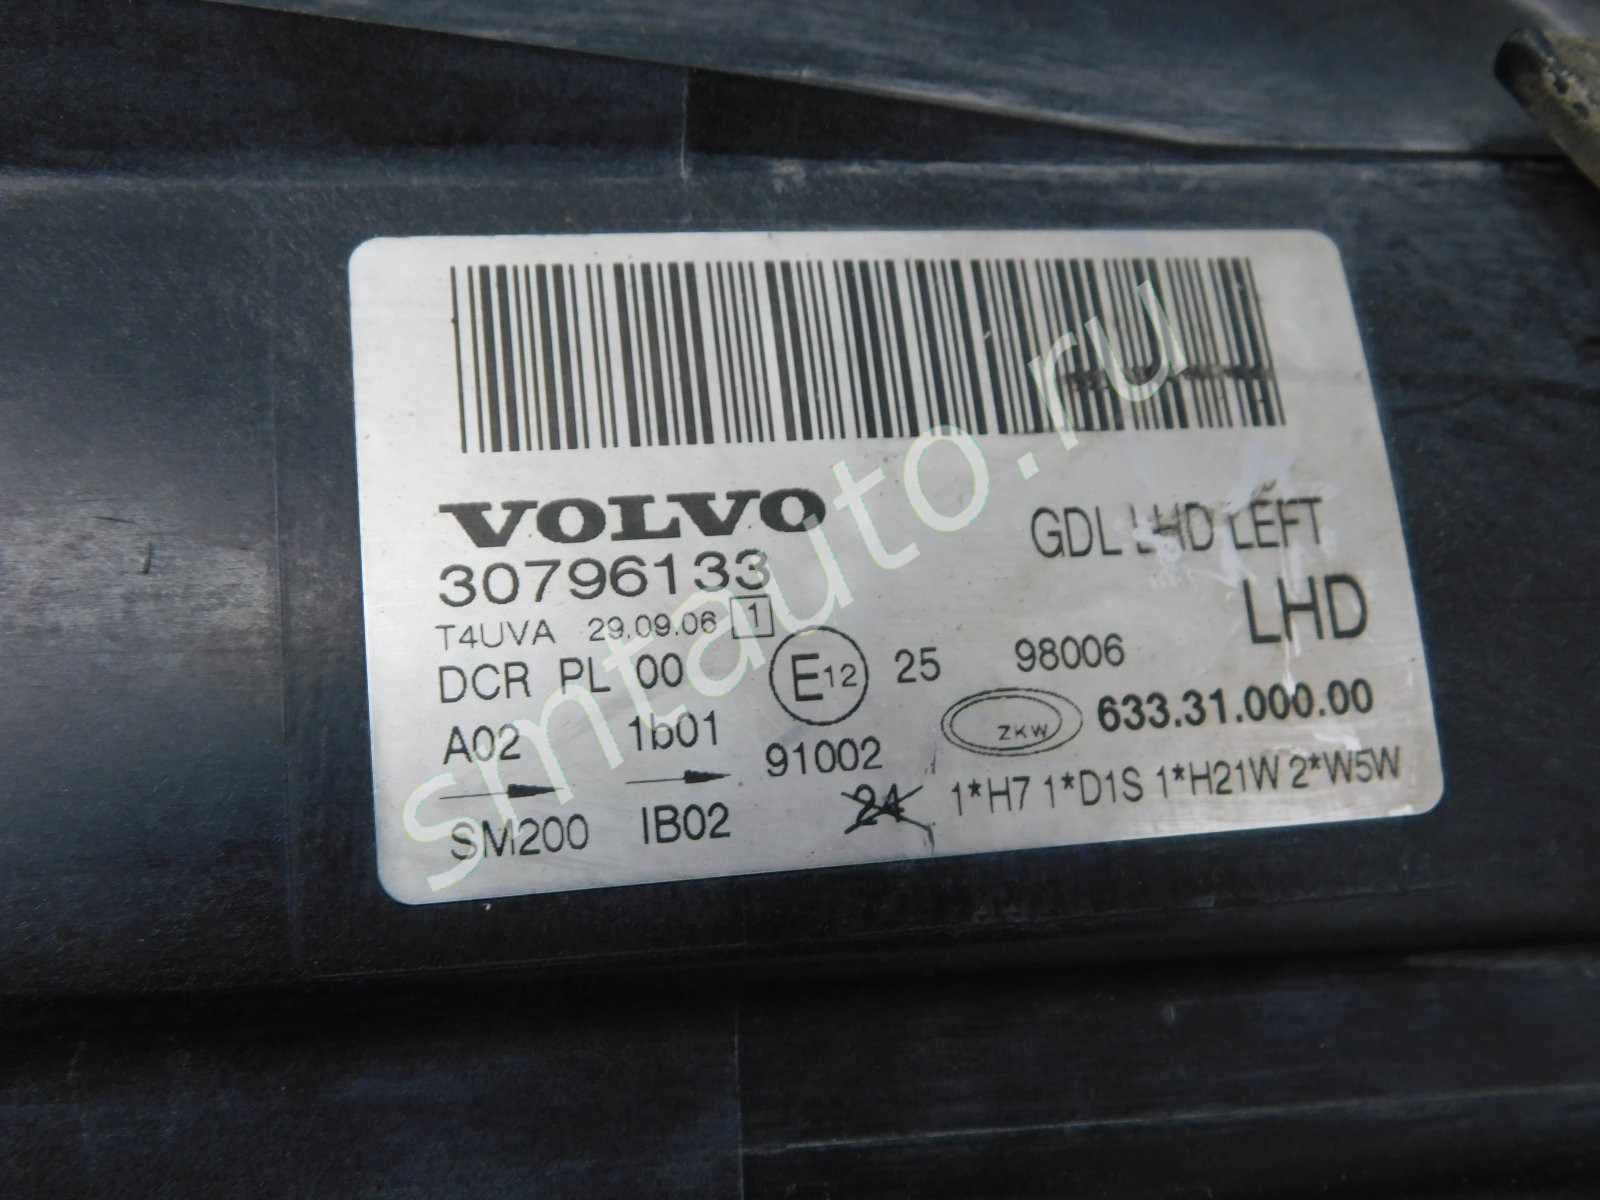 VOLVO
GDL LHD LEFT
30796133
LHD
T4UVA 29.09.06 1
DCR PL 00 E12 25 98006
A02 1b01 91002 ZKW 633.31.000.00
SM200 IB02 24 1*H7 1*D1S 1*H21W 2*W5W
smtauto.ru